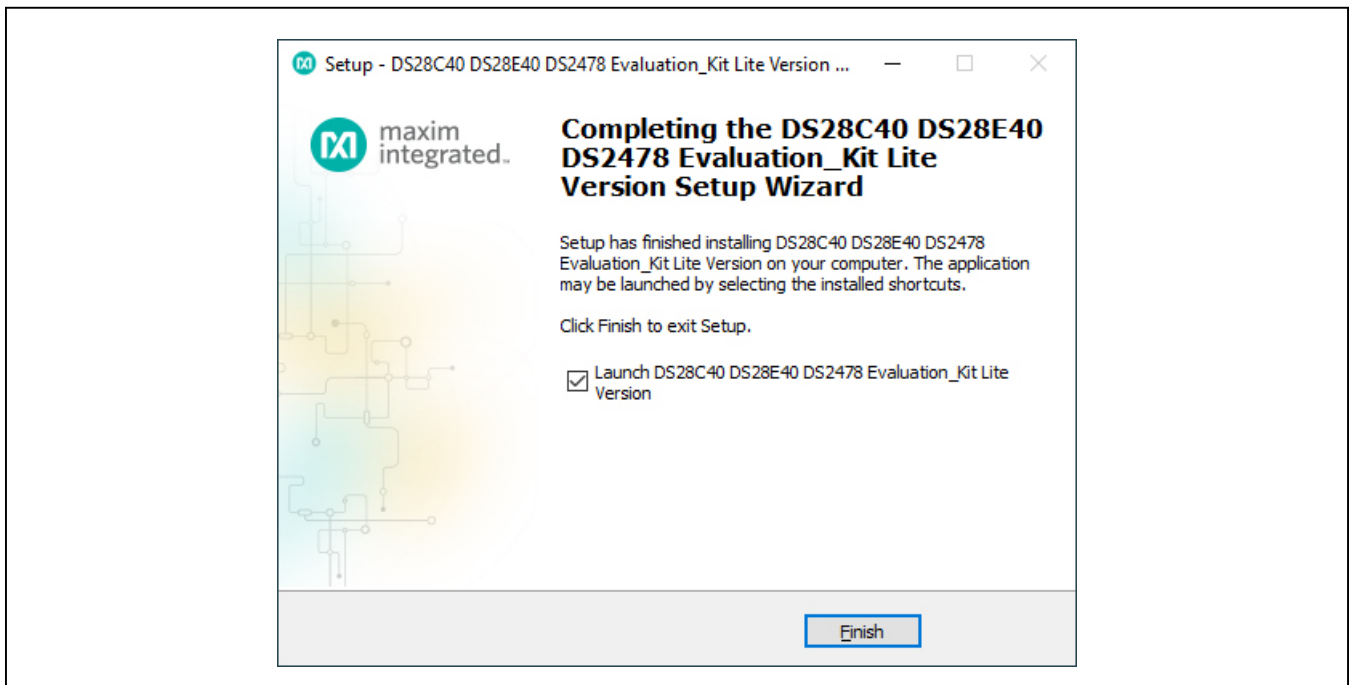 Setup - DS28C40 DS28E40 DS2478 Evaluation_Kit Lite Version ...
maxim
integrated™
Completing the DS28C40 DS28E40
DS2478 Evaluation_Kit Lite
Version Setup Wizard
Setup has finished installing DS28C40 DS28E40 DS2478
Evaluation_Kit Lite Version on your computer. The application
may be launched by selecting the installed shortcuts.
Click Finish to exit Setup.
Launch DS28C40 DS28E40 DS2478 Evaluation_Kit Lite
Version
Finish